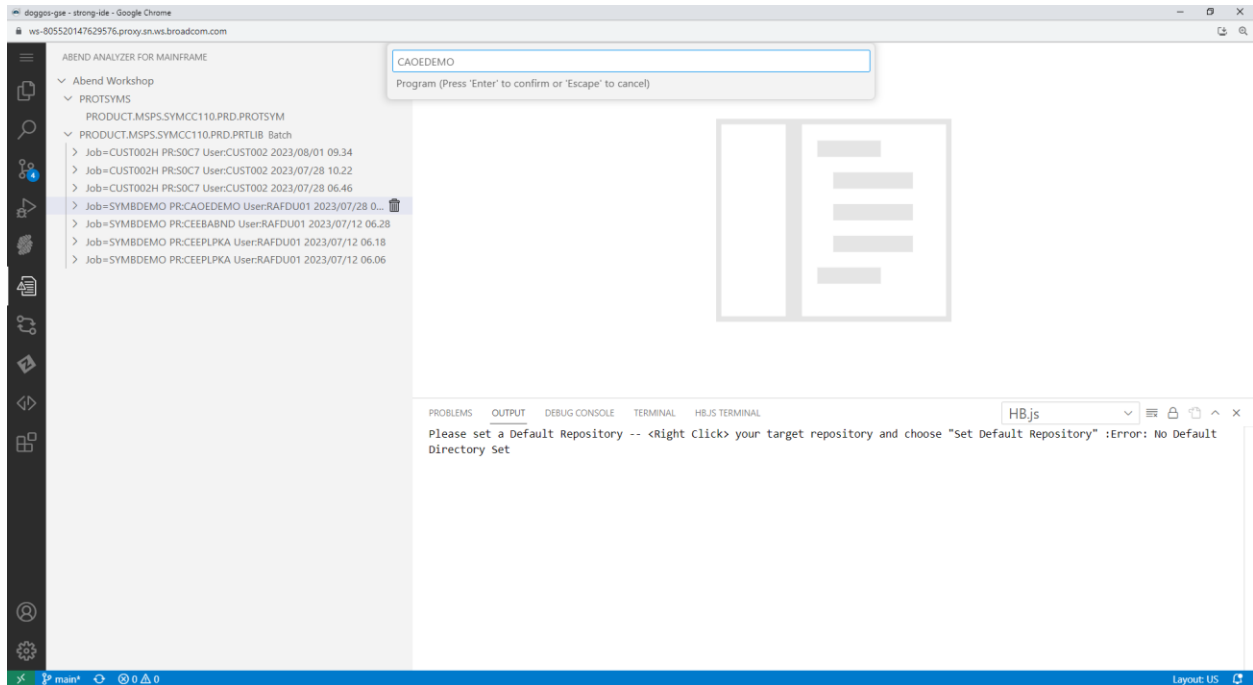 doggos-gse - strong-ide - Google Chrome
ws-805520147629576.proxy.sn.ws.broadcom.com
ABEND ANALYZER FOR MAINFRAME
Abend Workshop
PROTSYMS
PRODUCT.MSPS.SYMCC110.PRD.PROTSYM
PRODUCT.MSPS.SYMCC110.PRD.PRTLIB Batch
Job=CUST002H PR:S0C7 User:CUST002 2023/08/01 09.34
Job=CUST002H PR:S0C7 User:CUST002 2023/07/28 10.22
Job=CUST002H PR:S0C7 User:CUST002 2023/07/28 06.46
Job=SYMBDEMO PR:CAOEDEMO User:RAFDU01 2023/07/28 0...
Job=SYMBDEMO PR:CEEBABND User:RAFDU01 2023/07/12 06.28
Job=SYMBDEMO PR:CEEPLPKA User:RAFDU01 2023/07/12 06.18
Job=SYMBDEMO PR:CEEPLPKA User:RAFDU01 2023/07/12 06.06
4
CAOEDEMO
Program (Press 'Enter' to confirm or 'Escape' to cancel)
PROBLEMS OUTPUT DEBUG CONSOLE TERMINAL HB.JS TERMINAL
HB.js
Please set a Default Repository -- <Right Click> your target repository and choose "Set Default Repository" :Error: No Default
Directory Set
main* 0 0 Layout: US